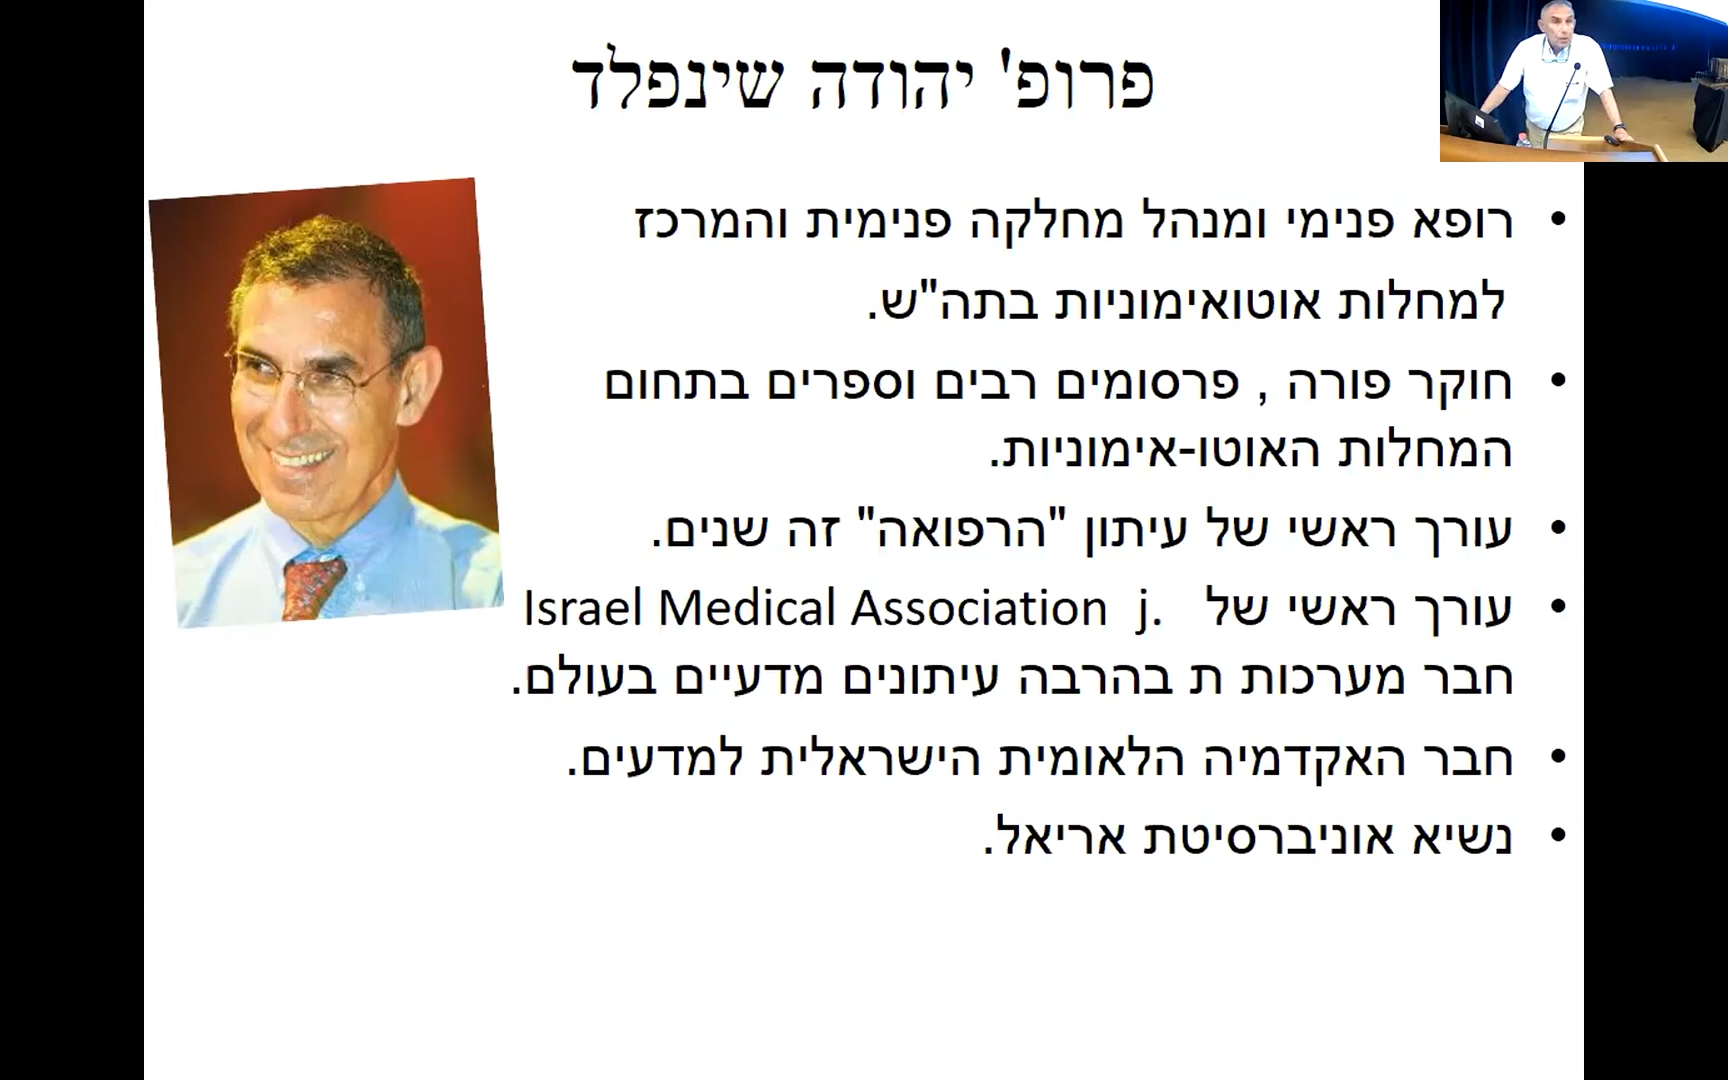 פרופ' יהודה שינפלד
• רופא פנימי ומנהל מחלקה פנימית והמרכז
למחלות אוטואימוניות בתה"ש.
• חוקר פורה , פרסומים רבים וספרים בתחום
המחלות האוטו-אימוניות.
• עורך ראשי של עיתון "הרפואה" זה שנים.
• עורך ראשי של Israel Medical Association j.
חבר מערכות ת בהרבה עיתונים מדעיים בעולם.
• חבר האקדמיה הלאומית הישראלית למדעים.
• נשיא אוניברסיטת אריאל.